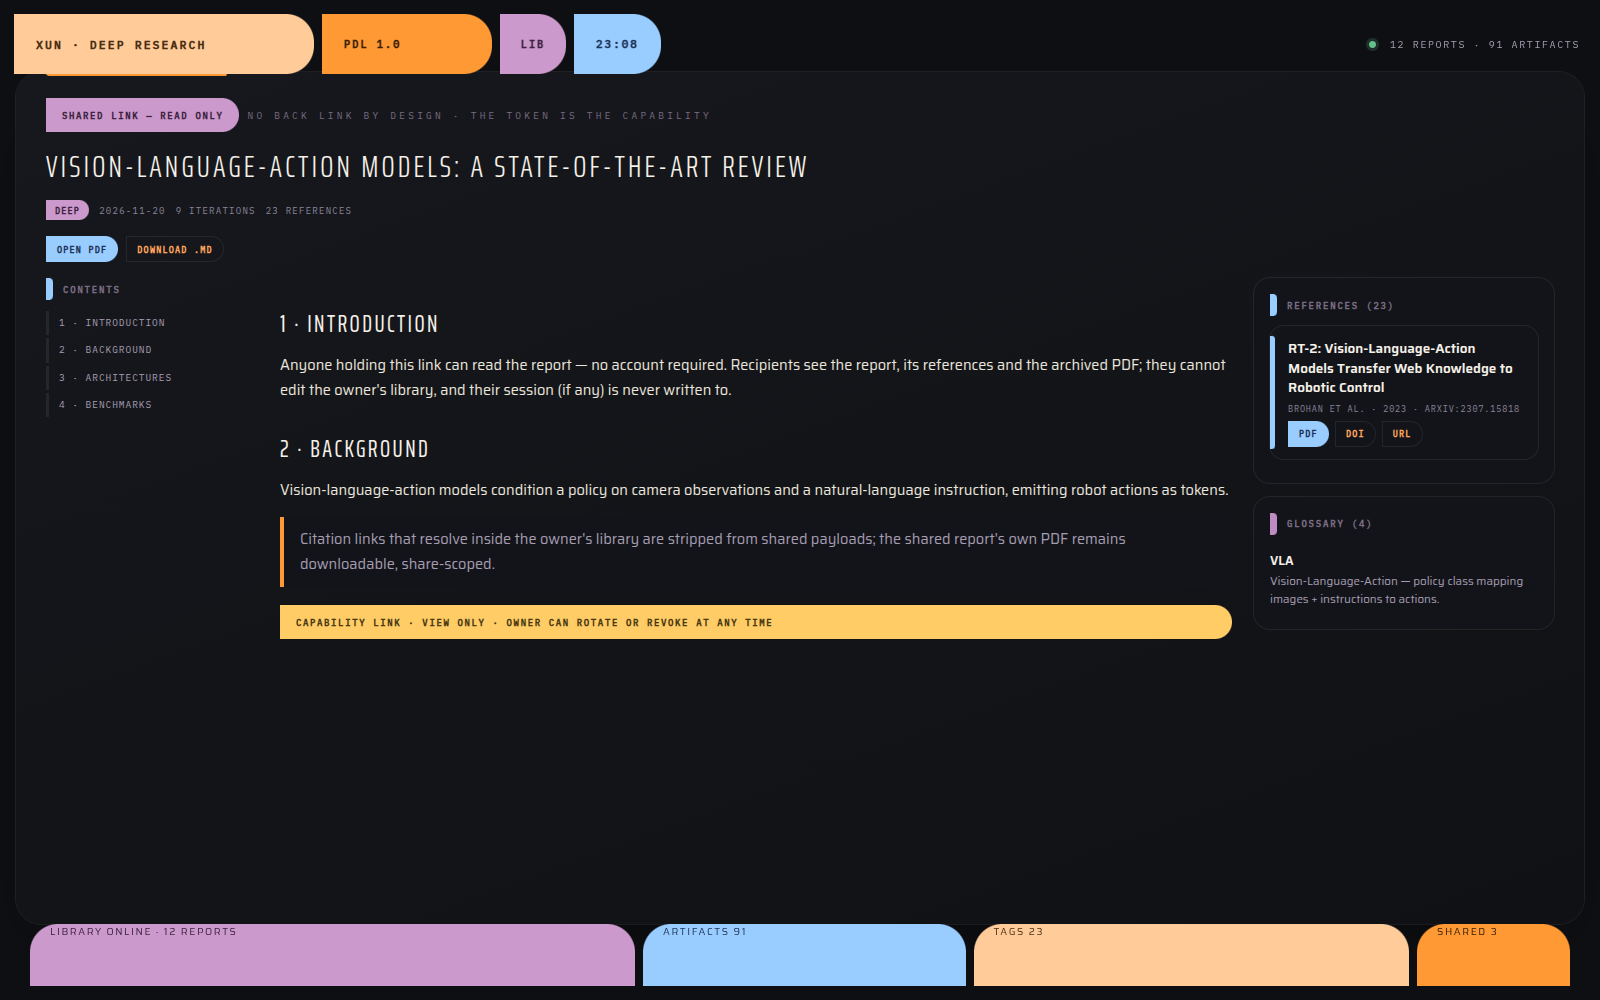 XUN · DEEP RESEARCH
PDL 1.0
LIB
23:08
12 REPORTS · 91 ARTIFACTS
SHARED LINK — READ ONLY
NO BACK LINK BY DESIGN · THE TOKEN IS THE CAPABILITY
VISION-LANGUAGE-ACTION MODELS: A STATE-OF-THE-ART REVIEW
DEEP
2026-11-20 9 ITERATIONS 23 REFERENCES
OPEN PDF
DOWNLOAD .MD
CONTENTS
1 · INTRODUCTION
2 · BACKGROUND
3 · ARCHITECTURES
4 · BENCHMARKS
1 · INTRODUCTION
Anyone holding this link can read the report — no account required. Recipients see the report, its references and the archived PDF; they cannot
edit the owner's library, and their session (if any) is never written to.
2 · BACKGROUND
Vision-language-action models condition a policy on camera observations and a natural-language instruction, emitting robot actions as tokens.
Citation links that resolve inside the owner's library are stripped from shared payloads; the shared report's own PDF remains
downloadable, share-scoped.
CAPABILITY LINK · VIEW ONLY · OWNER CAN ROTATE OR REVOKE AT ANY TIME
REFERENCES (23)
RT-2: Vision-Language-Action
Models Transfer Web Knowledge to
Robotic Control
BROHAN ET AL. · 2023 · ARXIV:2307.15818
PDF
DOI
URL
GLOSSARY (4)
VLA
Vision-Language-Action — policy class mapping
images + instructions to actions.
LIBRARY ONLINE · 12 REPORTS
ARTIFACTS 91
TAGS 23
SHARED 3